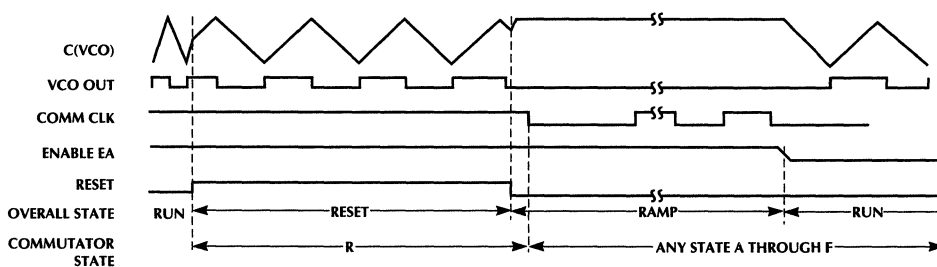 C(VCO)
VCO OUT
COMM CLK
ENABLE EA
RESET
OVERALL STATE RUN RESET RAMP RUN
COMMUTATOR STATE R ANY STATE A THROUGH F